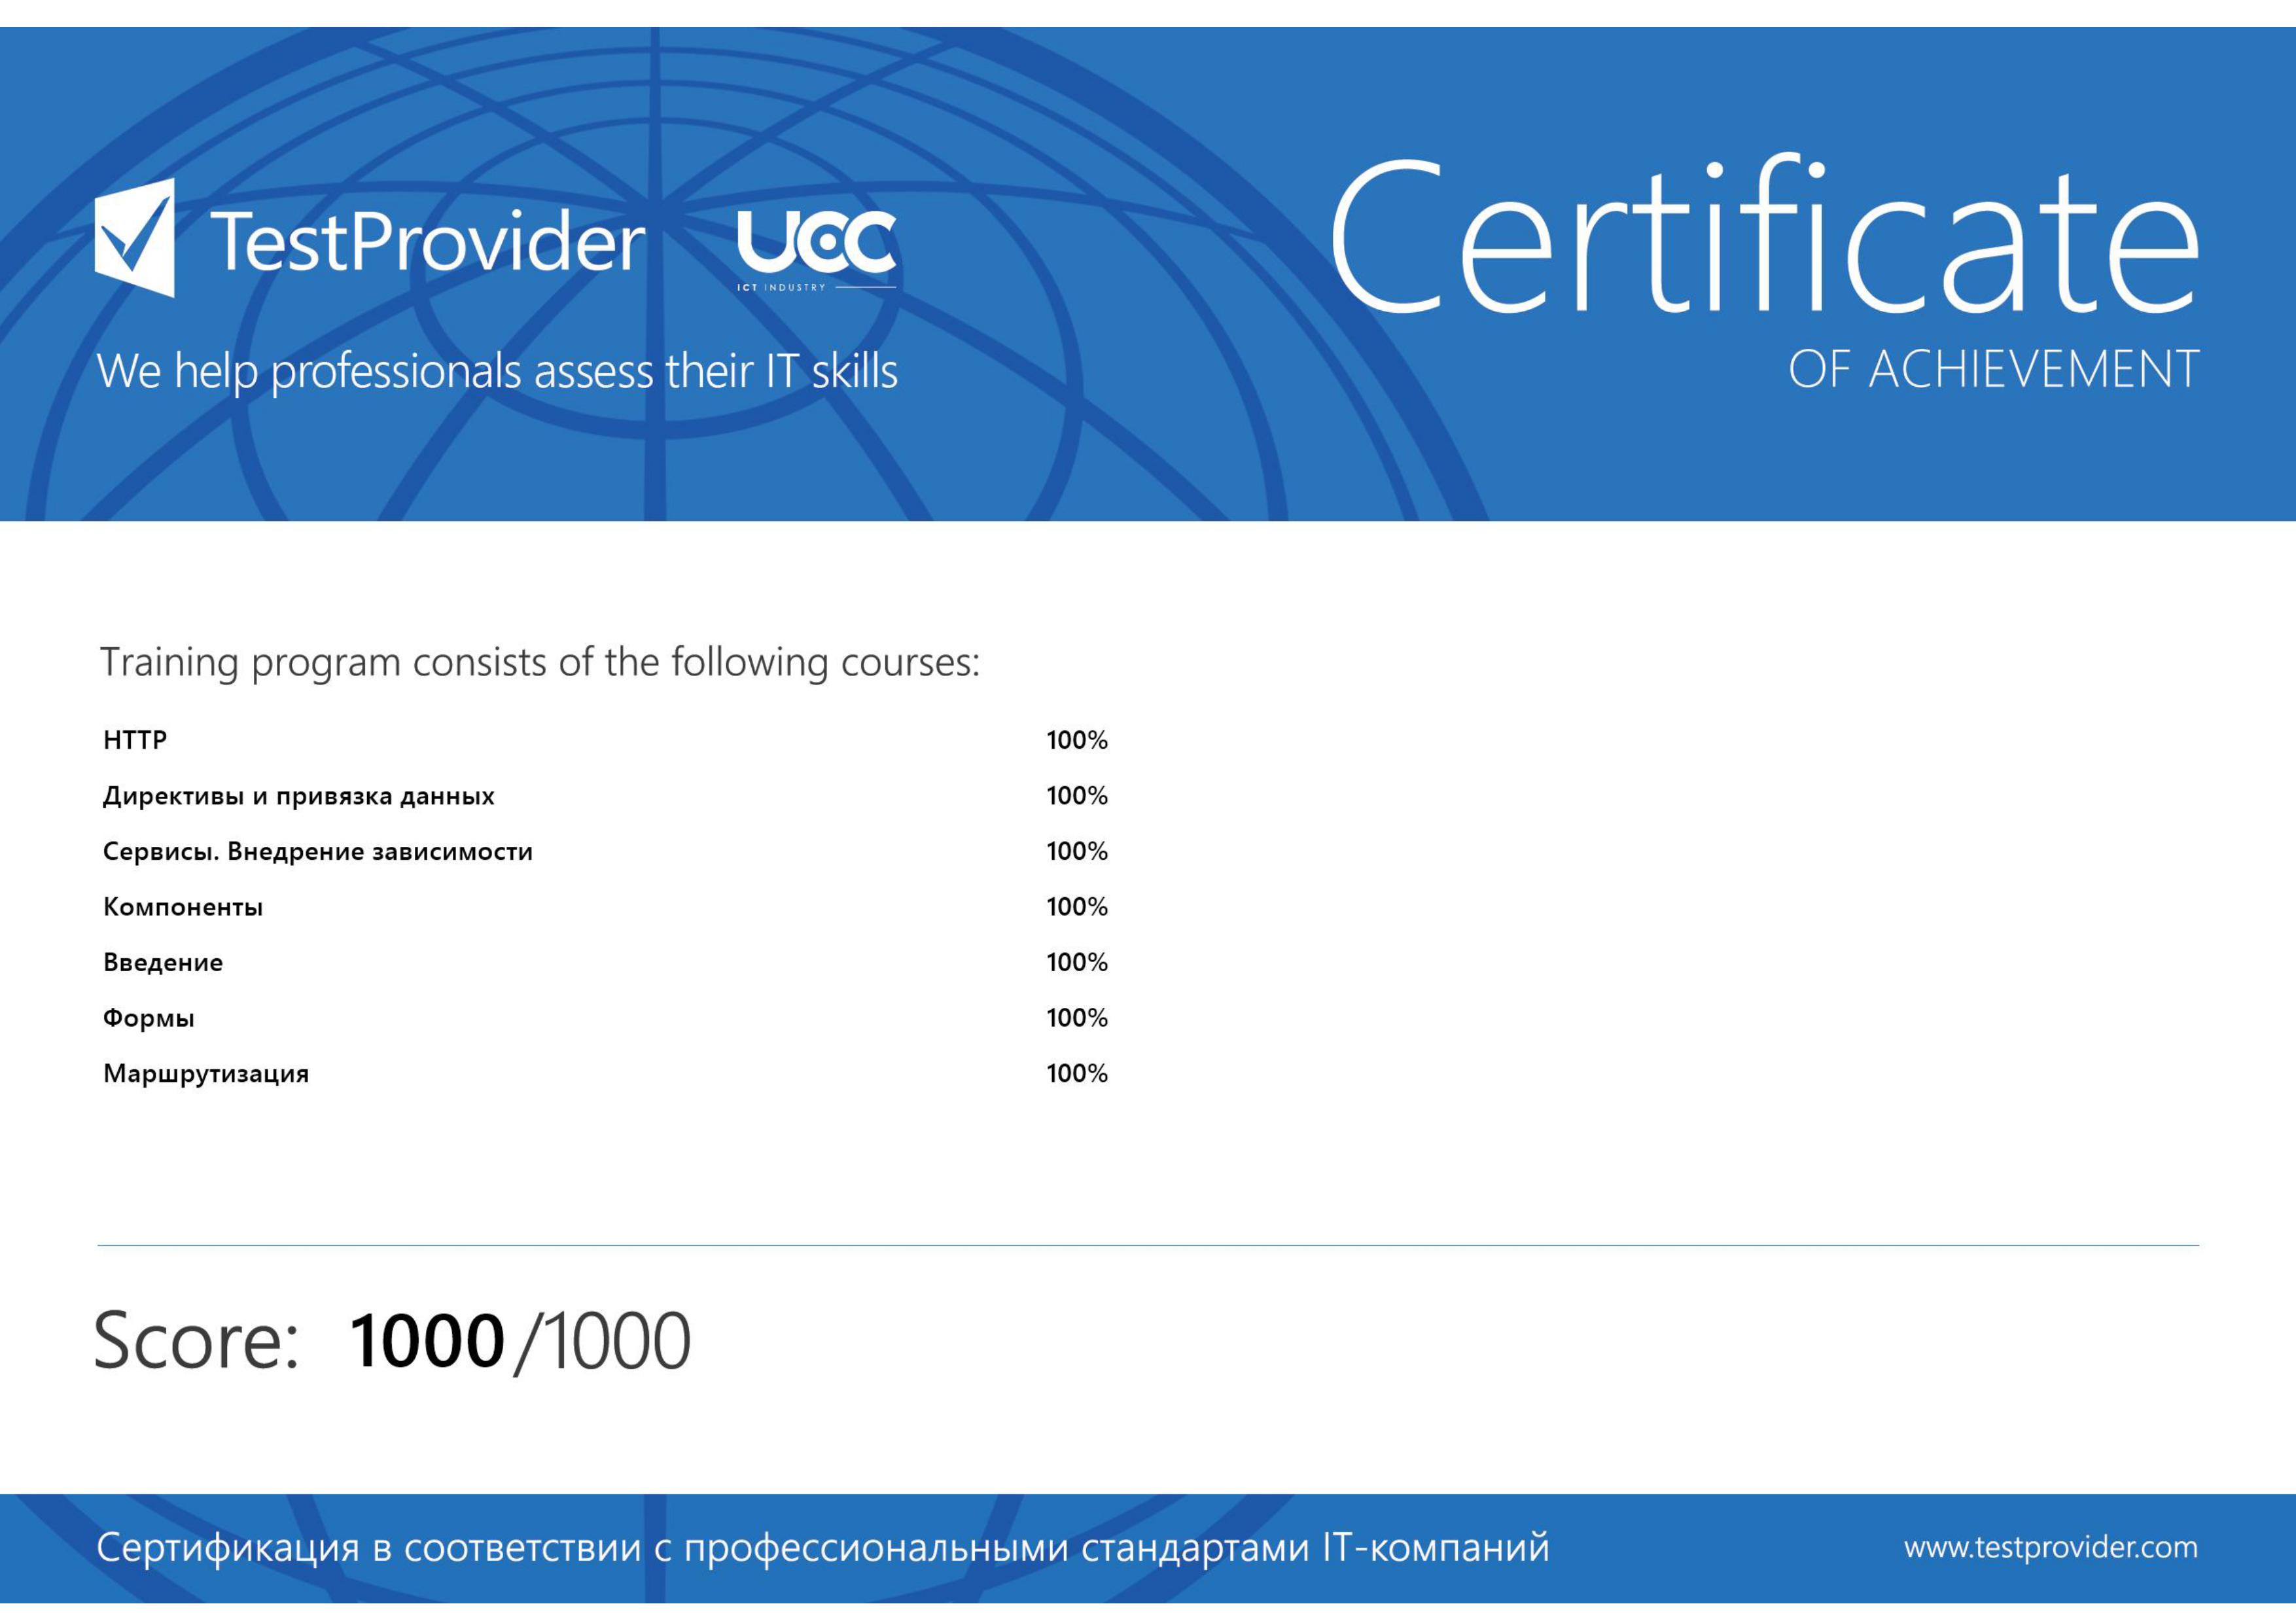 TestProvider
UCC
ICT INDUSTRY
We help professionals assess their IT skills
Certificate
OF ACHIEVEMENT
Training program consists of the following courses:
HTTP 100%
Директивы и привязка данных 100%
Сервисы. Внедрение зависимости 100%
Компоненты 100%
Введение 100%
Формы 100%
Маршрутизация 100%
Score: 1000/1000
Сертификация в соответствии с профессиональными стандартами IT-компаний
www.testprovider.com